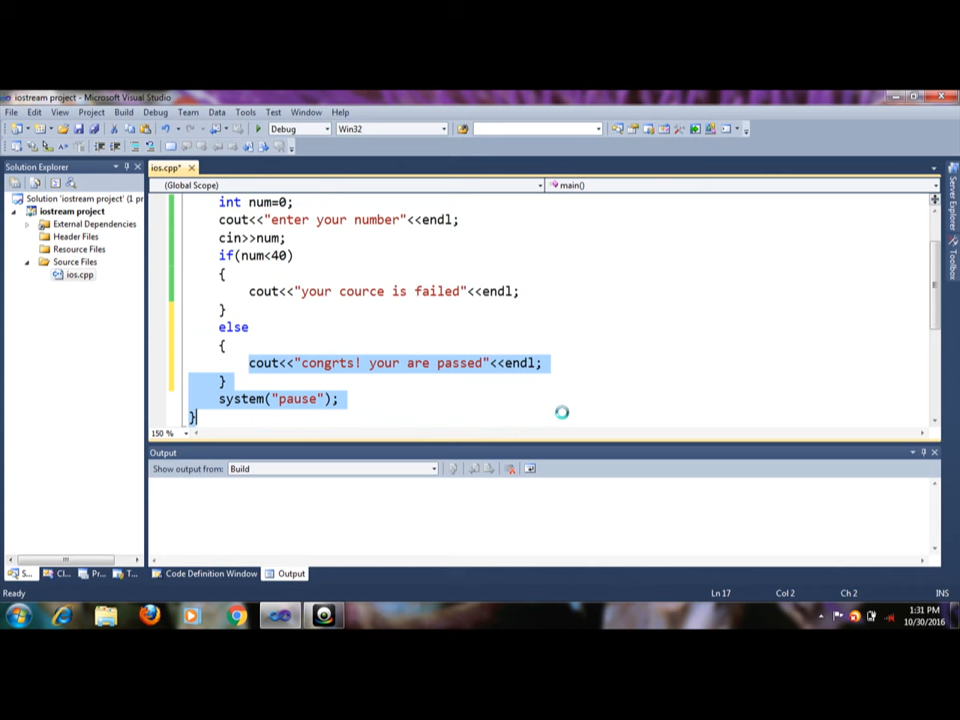 iostream project - Microsoft Visual Studio
File Edit View Project Build Debug Team Data Tools Test Window Help
Debug Win32
Solution Explorer
ios.cpp*
(Global Scope) main()
Solution 'iostream project' (1 pr
iostream project
External Dependencies
Header Files
Resource Files
Source Files
ios.cpp
int num=0;
cout<<"enter your number"<<endl;
cin>>num;
if(num<40)
{
cout<<"your cource is failed"<<endl;
}
else
{
cout<<"congrts! your are passed"<<endl;
}
system("pause");
}
150 %
Server Explorer
Toolbox
Output
Show output from: Build
S... Cl... Pr... T... Code Definition Window Output
Ready Ln 17 Col 2 Ch 2 INS
1:31 PM
10/30/2016